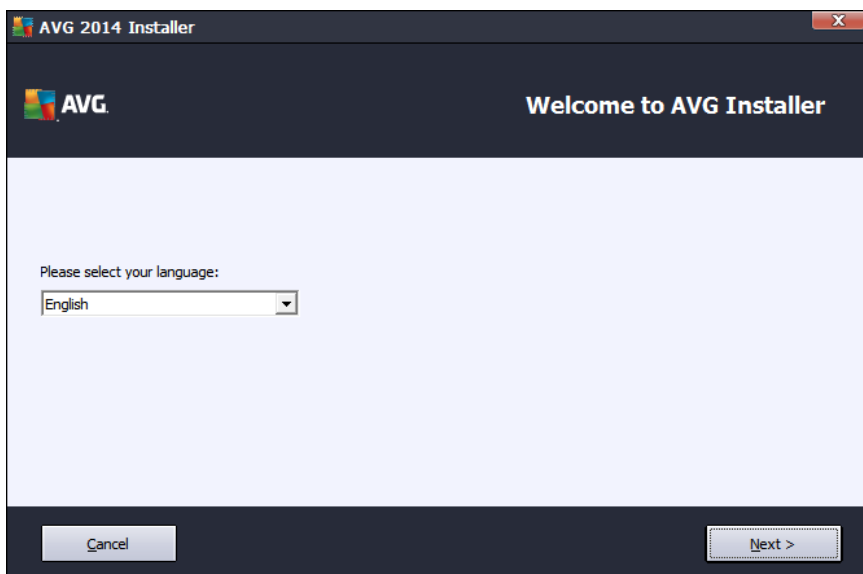 AVG 2014 Installer
AVG.
Welcome to AVG Installer
Please select your language:
English
Cancel
Next >